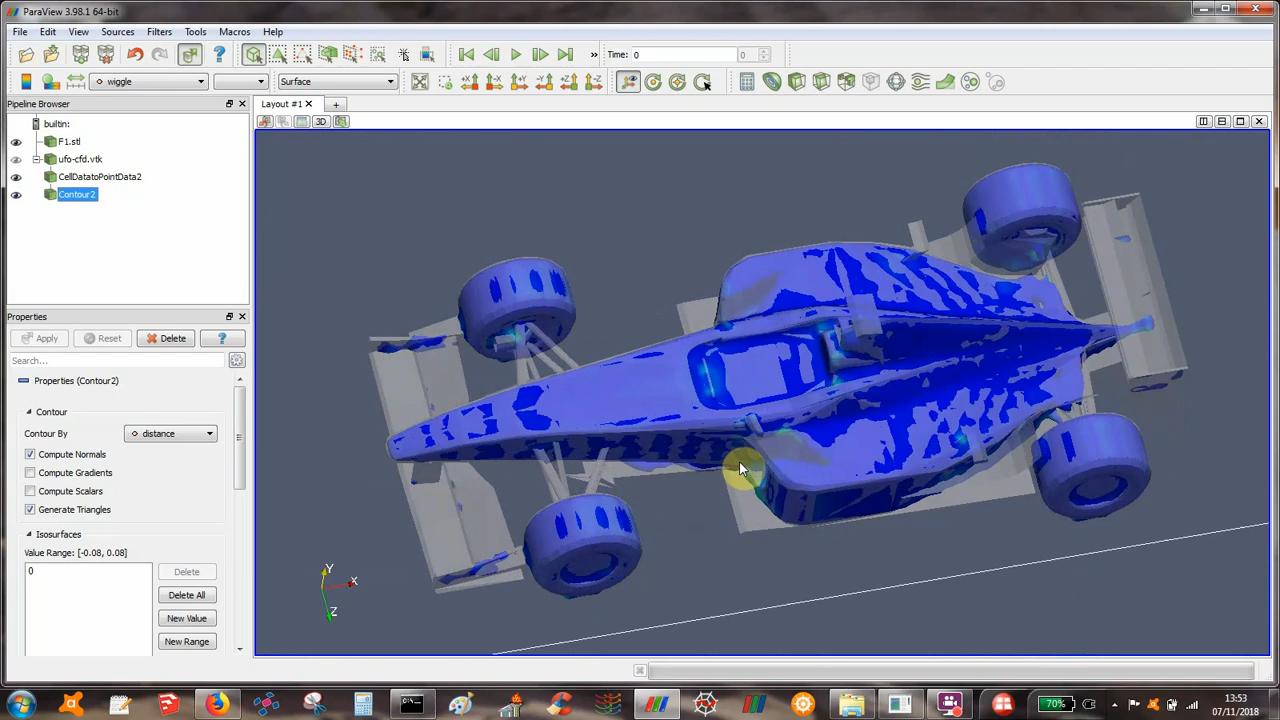 ParaView 3.98.1 64-bit
File Edit View Sources Filters Tools Macros Help
Time: 0 0
wiggle Surface
+X -X +Y -Y +Z -Z
Pipeline Browser
Layout #1
3D
builtin:
F1.stl
ufo-cfd.vtk
CellDatatoPointData2
Contour2
Properties
Apply Reset Delete ?
Search...
Properties (Contour2)
Contour
Contour By distance
Compute Normals
Compute Gradients
Compute Scalars
Generate Triangles
Isosurfaces
Value Range: [-0.08, 0.08]
0
Delete
Delete All
New Value
New Range
Y
X
Z
70%
13:53
07/11/2018